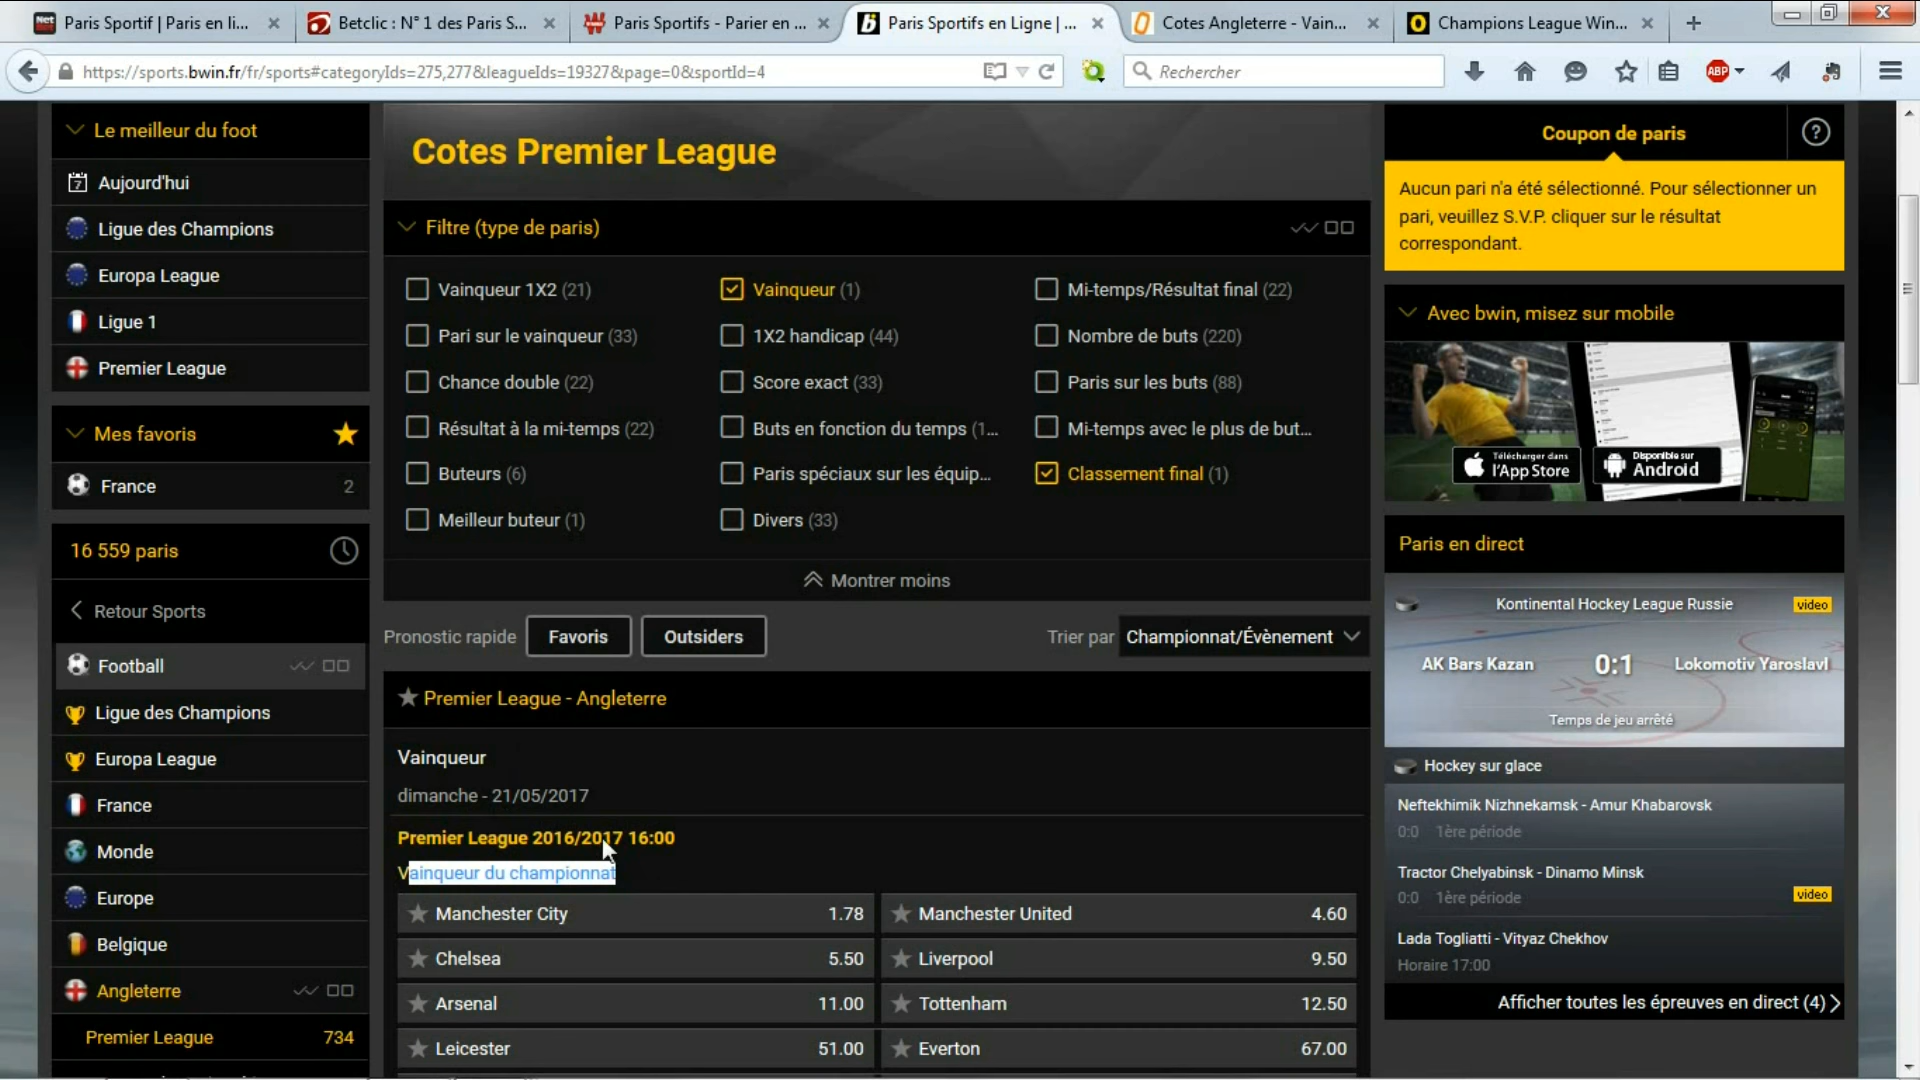 Paris Sportif | Paris en li...
Betclic : N°1 des Paris S...
Paris Sportifs - Parier en ...
Paris Sportifs en Ligne | ...
Cotes Angleterre - Vain...
Champions League Win...
https://sports.bwin.fr/fr/sports#categoryIds=275,277&leagueIds=19327&page=0&sportId=4
Rechercher
ABP
Le meilleur du foot
Aujourd'hui
Ligue des Champions
Europa League
Ligue 1
Premier League
Mes favoris
France 2
16 559 paris
Retour Sports
Football
Ligue des Champions
Europa League
France
Monde
Europe
Belgique
Angleterre
Premier League 734
Cotes Premier League
Filtre (type de paris)
Vainqueur 1X2 (21)
Vainqueur (1)
Mi-temps/Résultat final (22)
Pari sur le vainqueur (33)
1X2 handicap (44)
Nombre de buts (220)
Chance double (22)
Score exact (33)
Paris sur les buts (88)
Résultat à la mi-temps (22)
Buts en fonction du temps (1...
Mi-temps avec le plus de but...
Buteurs (6)
Paris spéciaux sur les équip...
Classement final (1)
Meilleur buteur (1)
Divers (33)
Montrer moins
Pronostic rapide
Favoris
Outsiders
Trier par Championnat/Évènement
Premier League - Angleterre
Vainqueur
dimanche - 21/05/2017
Premier League 2016/2017 16:00
Vainqueur du championnat
Manchester City 1.78
Manchester United 4.60
Chelsea 5.50
Liverpool 9.50
Arsenal 11.00
Tottenham 12.50
Leicester 51.00
Everton 67.00
Coupon de paris
Aucun pari n'a été sélectionné. Pour sélectionner un
pari, veuillez S.V.P. cliquer sur le résultat
correspondant.
Avec bwin, misez sur mobile
Télécharger dans
l'App Store
Disponible sur
Android
Paris en direct
Kontinental Hockey League Russie
video
AK Bars Kazan 0:1 Lokomotiv Yaroslavl
Temps de jeu arrêté
Hockey sur glace
Neftekhimik Nizhnekamsk - Amur Khabarovsk
0:0 1ère période
Tractor Chelyabinsk - Dinamo Minsk
0:0 1ère période
video
Lada Togliatti - Vityaz Chekhov
Horaire 17:00
Afficher toutes les épreuves en direct (4)